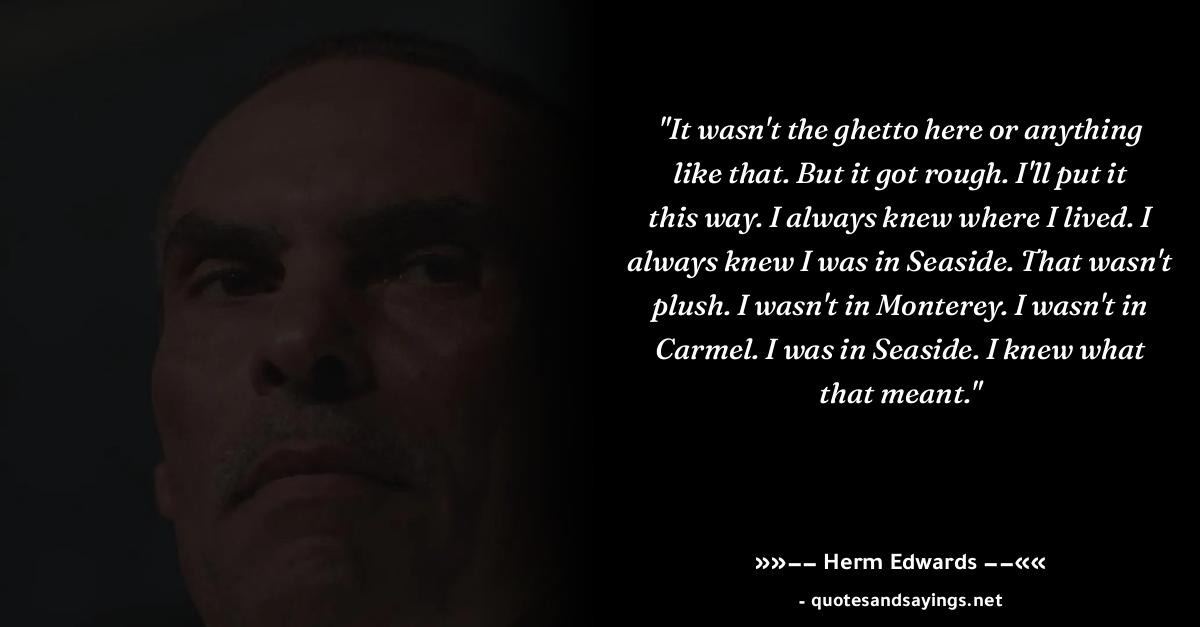 "It wasn't the ghetto here or anything
like that. But it got rough. I'll put it
this way. I always knew where I lived. I
always knew I was in Seaside. That wasn't
plush. I wasn't in Monterey. I wasn't in
Carmel. I was in Seaside. I knew what
that meant."
»»−− Herm Edwards −−««
- quotesandsayings.net